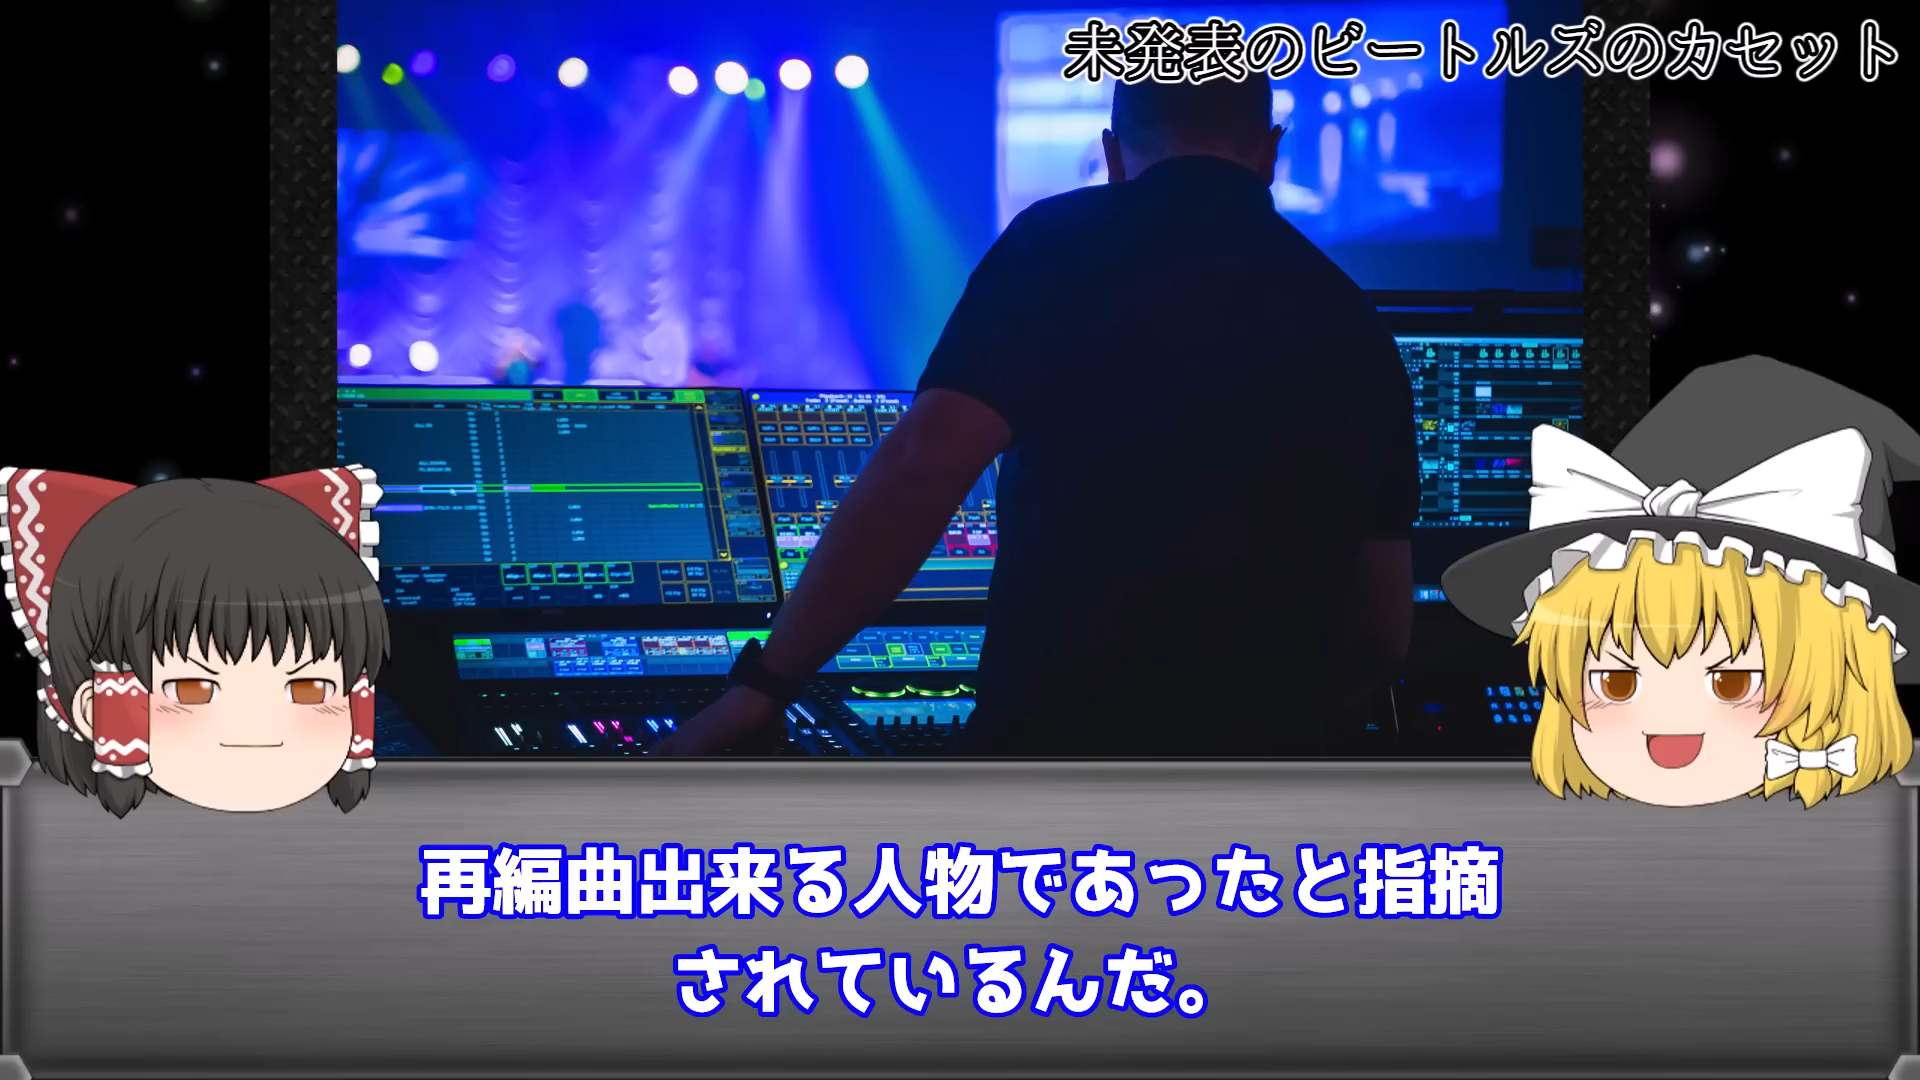 未発表のビートルズのカセット
再編曲出来る人物であったと指摘
されているんだ。